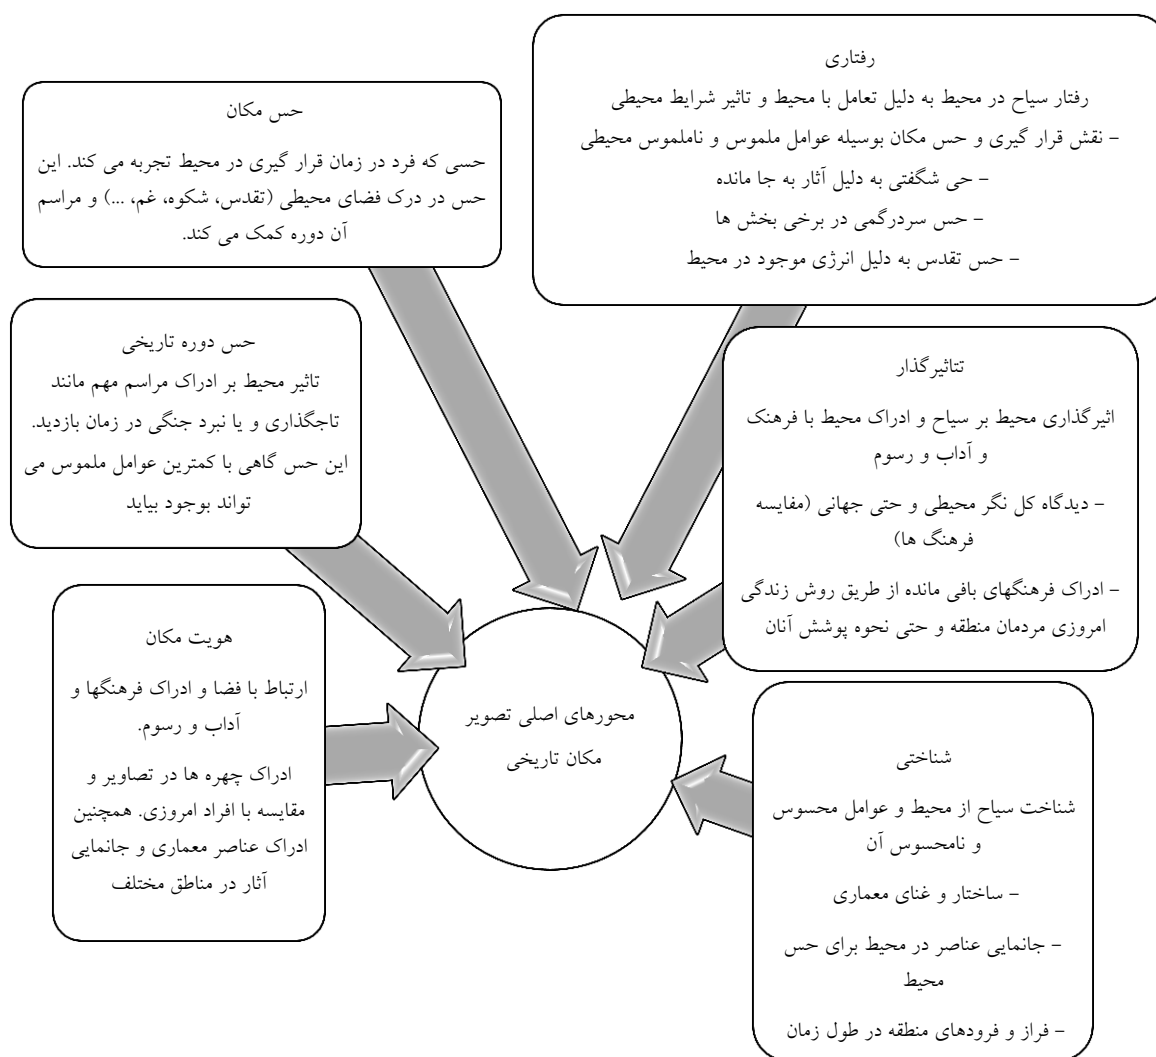 رفتاری
رفتار سیاح در محیط به دلیل تعامل با محیط و تاثیر شرایط محیطی
- نقش قرار گیری و حس مکان بوسیله عوامل ملموس و ناملموس محیطی
- حی شگفتی به دلیل آثار به جا مانده
- حس سردرگمی در برخی بخش ها
- حس تقدس به دلیل انرژی موجود در محیط
حس مکان
حسی که فرد در زمان قرار گیری در محیط تجربه می کند. این
حس در درک فضای محیطی (تقدس، شکوه، غم، ...) و مراسم
آن دوره کمک می کند.
تتاثیرگذار
اثیرگذاری محیط بر سیاح و ادراک محیط با فرهنک
و آداب و رسوم
- دیدگاه کل نگر محیطی و حتی جهانی (مفایسه
فرهنگ ها)
- ادراک فرهنگهای بافی مانده از طریق روش زندگی
امروزی مردمان منطقه و حتی نحوه پوشش آنان
حس دوره تاریخی
تاثیر محیط بر ادراک مراسم مهم مانند
تاجگذاری و یا نبرد جنگی در زمان بازدید.
این حس گاهی با کمترین عوامل ملموس می
تواند بوجود بیاید
هویت مکان
ارتباط با فضا و ادراک فرهنگها و
آداب و رسوم.
ادراک چهره ها در تصاویر و
مقایسه با افراد امروزی. همچنین
ادراک عناصر معماری و جانمایی
آثار در مناطق مختلف
محورهای اصلی تصویر
مکان تاریخی
شناختی
شناخت سیاح از محیط و عوامل محسوس
و نامحسوس آن
- ساختار و غنای معماری
- جانمایی عناصر در محیط برای حس
محیط
- فراز و فرودهای منطقه در طول زمان